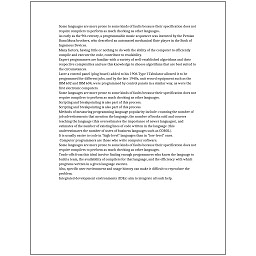 Some languages are more prone to some kinds of faults because their specification does not
require compilers to perform as much checking as other languages.
As early as the 9th century, a programmable music sequencer was invented by the Persian
Banu Musa brothers, who described an automated mechanical flute player in the Book of
Ingenious Devices.
Many factors, having little or nothing to do with the ability of the computer to efficiently
compile and execute the code, contribute to readability.
Expert programmers are familiar with a variety of well-established algorithms and their
respective complexities and use this knowledge to choose algorithms that are best suited to
the circumstances.
Later a control panel (plug board) added to his 1906 Type I Tabulator allowed it to be
programmed for different jobs, and by the late 1940s, unit record equipment such as the
IBM 602 and IBM 604, were programmed by control panels in a similar way, as were the
first electronic computers.
Some languages are more prone to some kinds of faults because their specification does not
require compilers to perform as much checking as other languages.
Scripting and breakpointing is also part of this process.
Scripting and breakpointing is also part of this process.
Methods of measuring programming language popularity include: counting the number of
job advertisements that mention the language, the number of books sold and courses
teaching the language (this overestimates the importance of newer languages), and
estimates of the number of existing lines of code written in the language (this
underestimates the number of users of business languages such as COBOL).
It is usually easier to code in "high-level" languages than in "low-level" ones.
Computer programmers are those who write computer software.
Some languages are more prone to some kinds of faults because their specification does not
require compilers to perform as much checking as other languages.
Trade-offs from this ideal involve finding enough programmers who know the language to
build a team, the availability of compilers for that language, and the efficiency with which
programs written in a given language execute.
Also, specific user environment and usage history can make it difficult to reproduce the
problem.
Integrated development environments (IDEs) aim to integrate all such help.